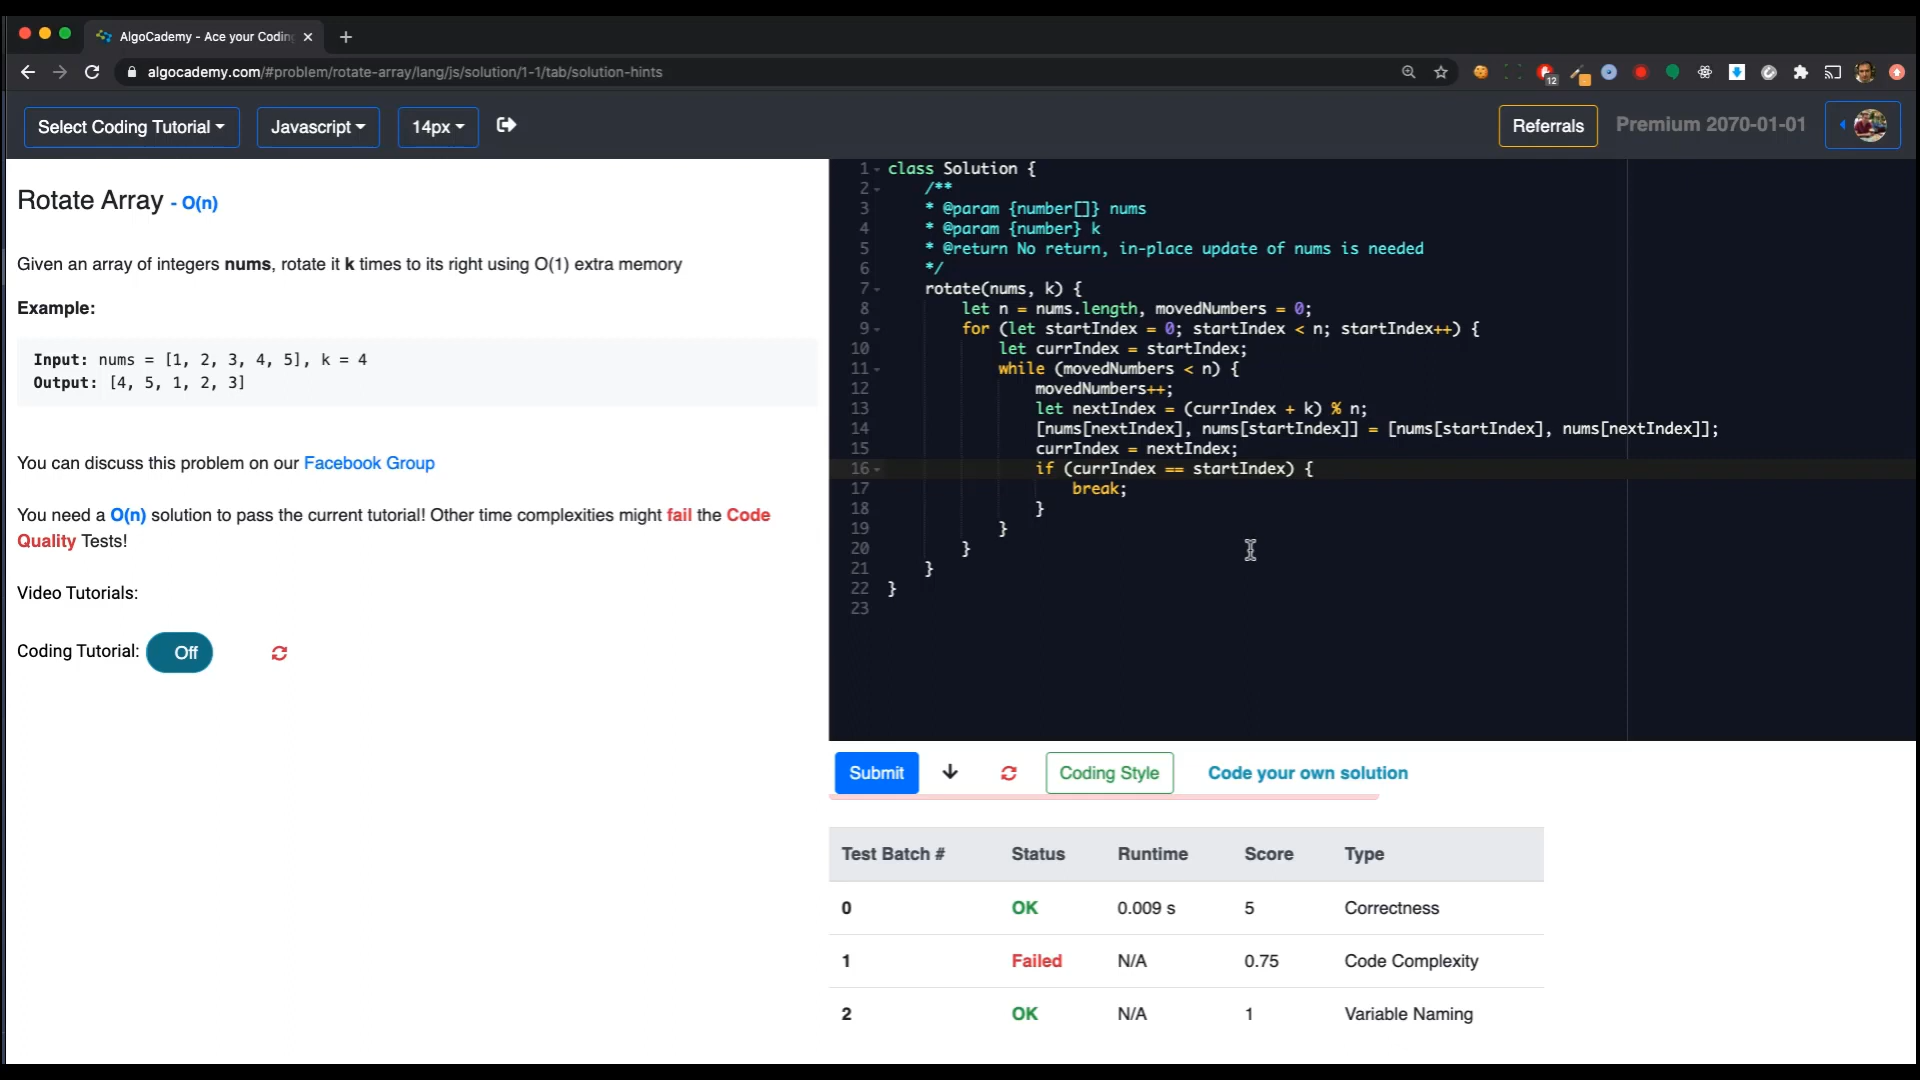 AlgoCademy - Ace your Coding
algocademy.com/#problem/rotate-array/lang/js/solution/1-1/tab/solution-hints
12
Select Coding Tutorial
Javascript
14px
Referrals
Premium 2070-01-01
Rotate Array - O(n)
Given an array of integers nums, rotate it k times to its right using O(1) extra memory
Example:
Input: nums = [1, 2, 3, 4, 5], k = 4
Output: [4, 5, 1, 2, 3]
You can discuss this problem on our Facebook Group
You need a O(n) solution to pass the current tutorial! Other time complexities might fail the Code
Quality Tests!
Video Tutorials:
Coding Tutorial: Off
1 class Solution {
2 /**
3 * @param {number[]} nums
4 * @param {number} k
5 * @return No return, in-place update of nums is needed
6 */
7 rotate(nums, k) {
8 let n = nums.length, movedNumbers = 0;
9 for (let startIndex = 0; startIndex < n; startIndex++) {
10 let currIndex = startIndex;
11 while (movedNumbers < n) {
12 movedNumbers++;
13 let nextIndex = (currIndex + k) % n;
14 [nums[nextIndex], nums[startIndex]] = [nums[startIndex], nums[nextIndex]];
15 currIndex = nextIndex;
16 if (currIndex == startIndex) {
17 break;
18 }
19 }
20 }
21 }
22 }
23
Submit
Coding Style
Code your own solution
Test Batch # Status Runtime Score Type
0 OK 0.009 s 5 Correctness
1 Failed N/A 0.75 Code Complexity
2 OK N/A 1 Variable Naming